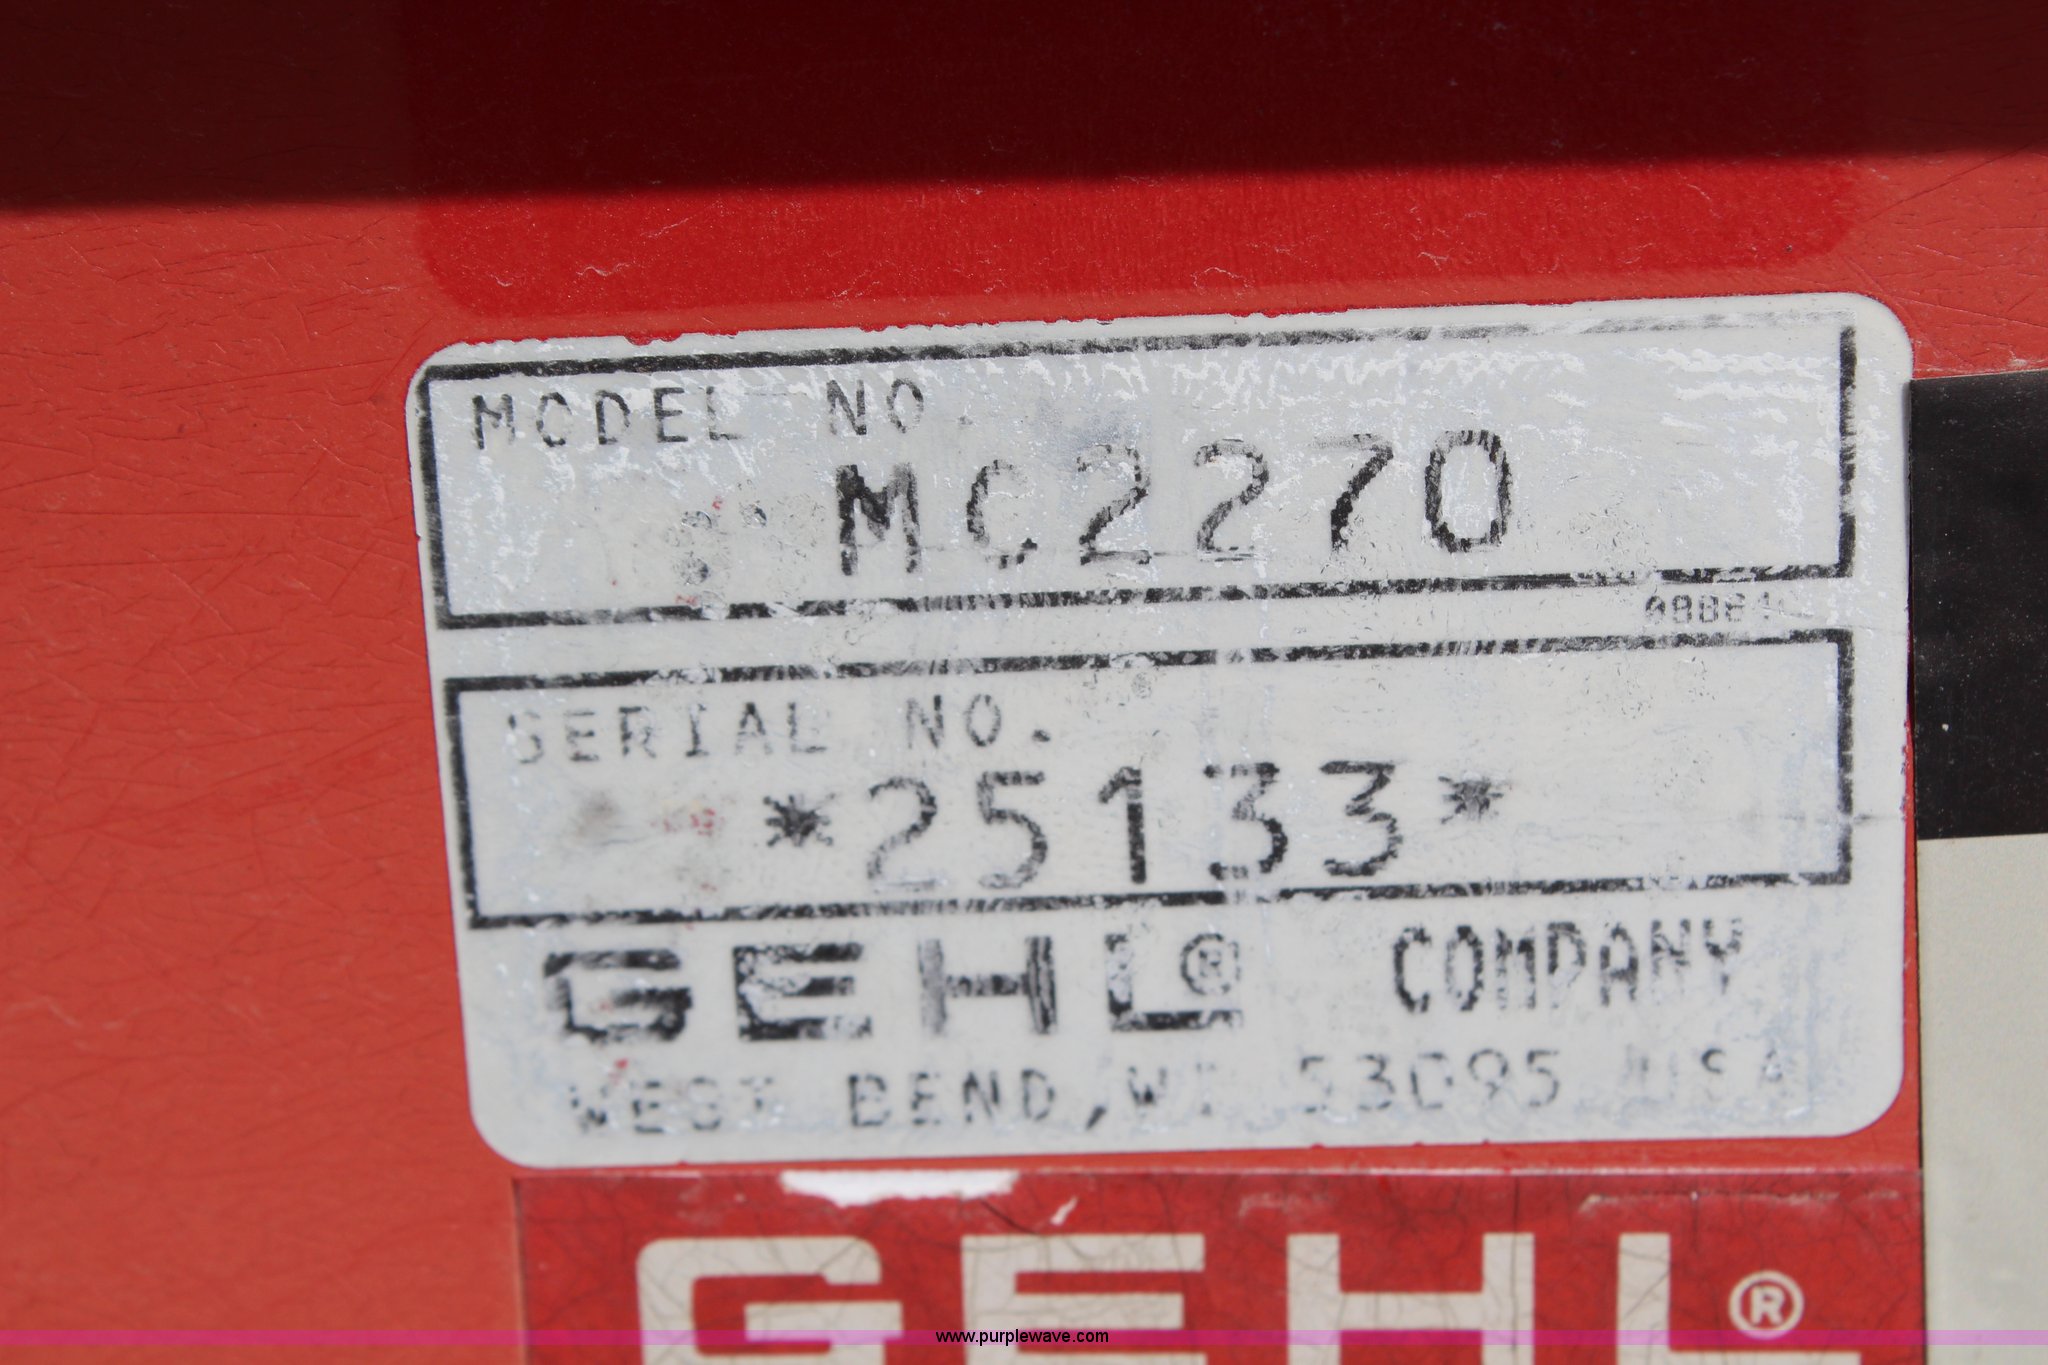 MODEL NO.
MC2270
SERIAL NO.
*25133*
GEHL® COMPANY
WEST BEND, WI 53095 USA
GEHL®
www.purplewave.com